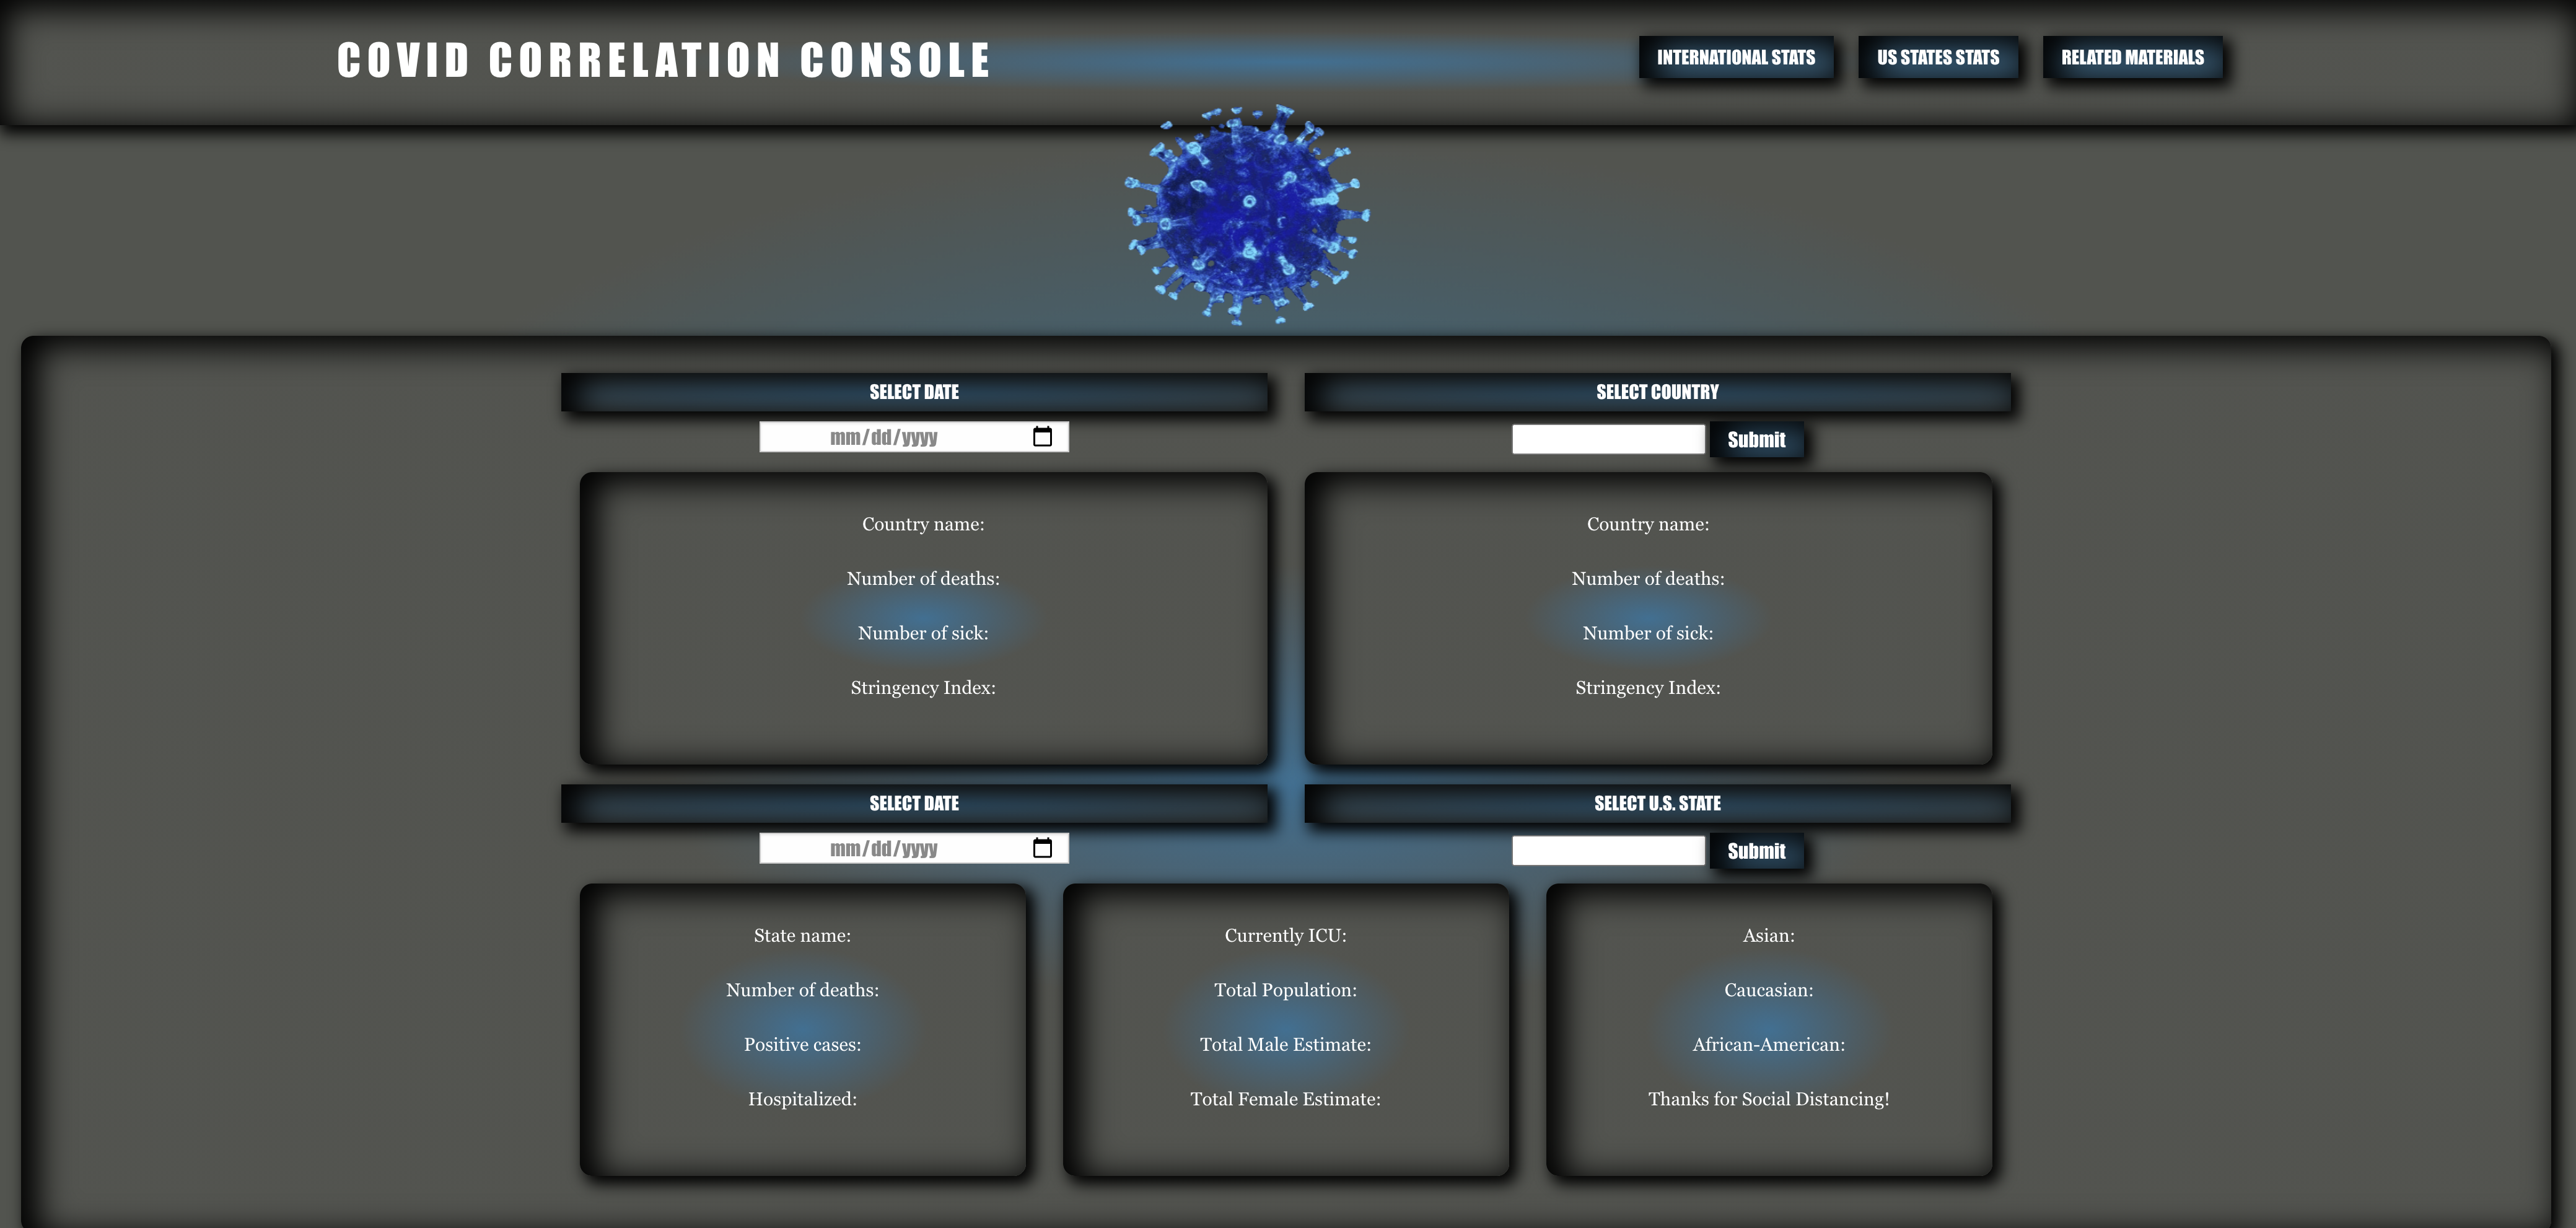 COVID CORRELATION CONSOLE
INTERNATIONAL STATS
US STATES STATS
RELATED MATERIALS
SELECT DATE
SELECT COUNTRY
mm/dd/yyyy
Submit
Country name:
Number of deaths:
Number of sick:
Stringency Index:
Country name:
Number of deaths:
Number of sick:
Stringency Index:
SELECT DATE
SELECT U.S. STATE
mm/dd/yyyy
Submit
State name:
Number of deaths:
Positive cases:
Hospitalized:
Currently ICU:
Total Population:
Total Male Estimate:
Total Female Estimate:
Asian:
Caucasian:
African-American:
Thanks for Social Distancing!